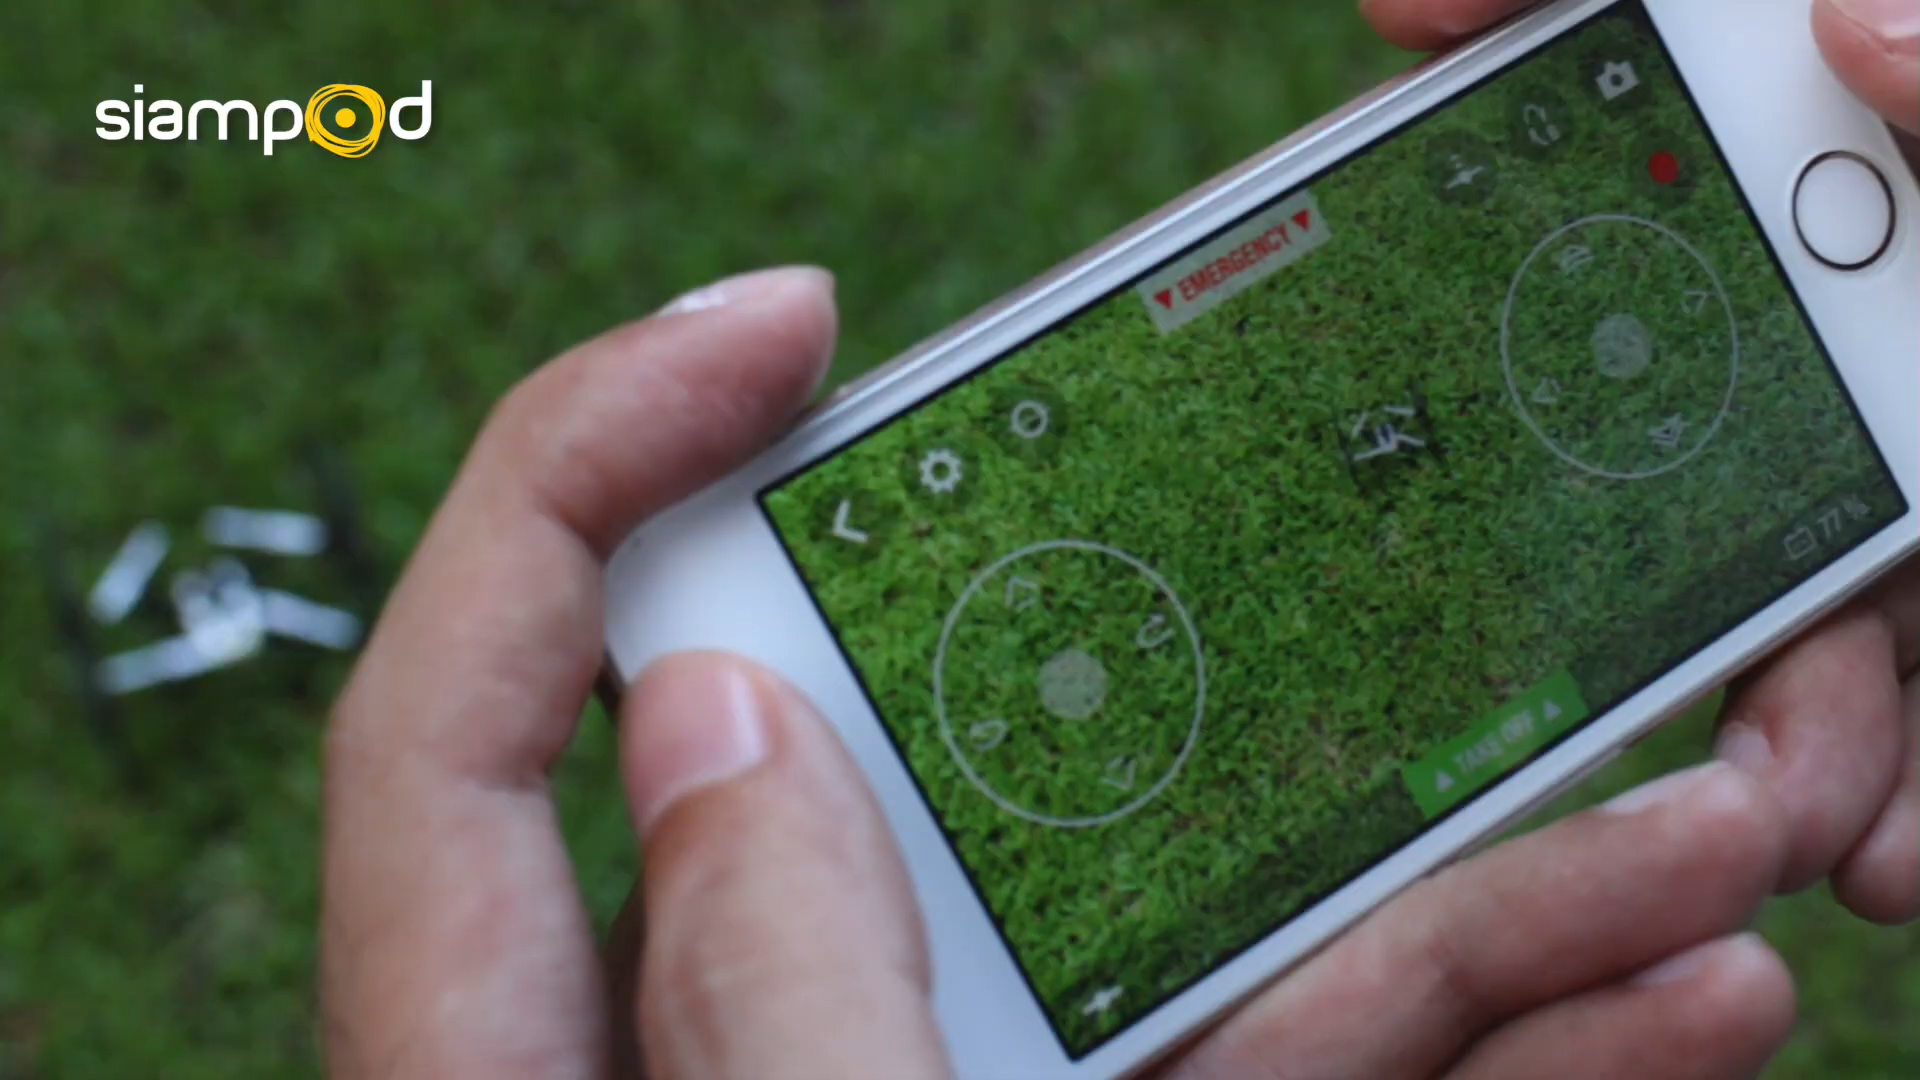 siampod
▼ EMERGENCY ▼
77 %
▲ TAKE OFF ▲